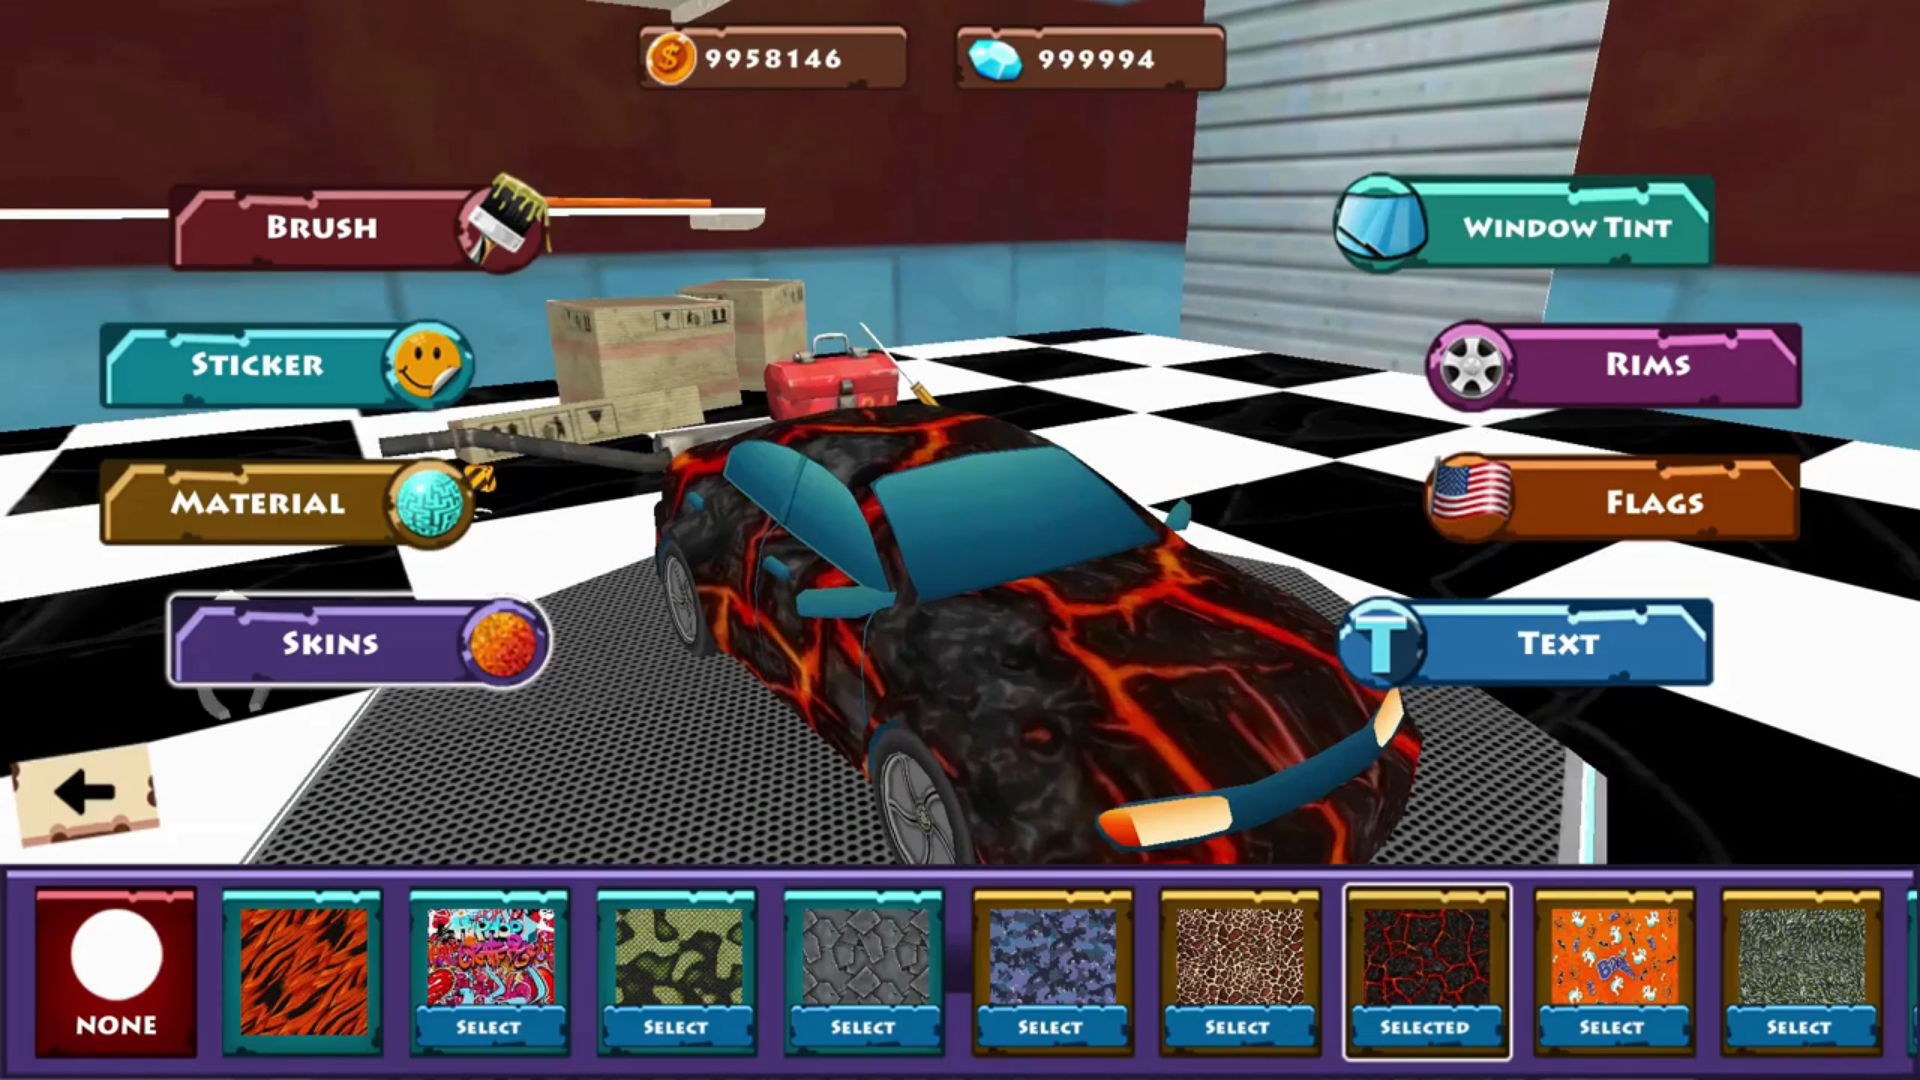 9958146
999994
BRUSH
WINDOW TINT
STICKER
RIMS
MATERIAL
FLAGS
SKINS
TEXT
NONE
SELECT
SELECT
SELECT
SELECT
SELECT
SELECTED
SELECT
SELECT